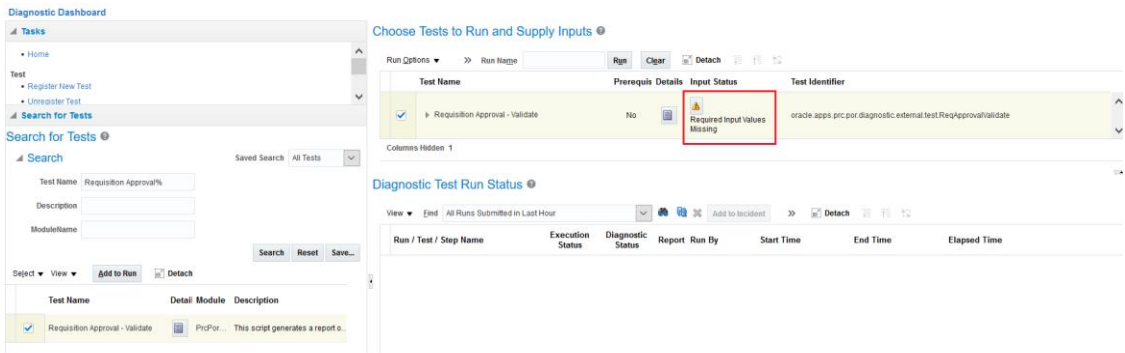 Diagnostic Dashboard
Tasks
Home
Test
Register New Test
Unregister Test
Search for Tests
Search for Tests
Search
Saved Search All Tests
Test Name Requisition Approval%
Description
ModuleName
Search Reset Save...
Select View Add to Run Detach
Test Name Detail Module Description
Requisition Approval - Validate PrcPor... This script generates a report o...
Choose Tests to Run and Supply Inputs
Run Options » Run Name Run Clear Detach
Test Name Prerequis Details Input Status Test Identifier
Requisition Approval - Validate No Required Input Values Missing oracle.apps.prc.por.diagnostic.external.test.ReqApprovalValidate
Columns Hidden 1
Diagnostic Test Run Status
View Find All Runs Submitted in Last Hour Add to Incident » Detach
Run / Test / Step Name Execution Status Diagnostic Status Report Run By Start Time End Time Elapsed Time